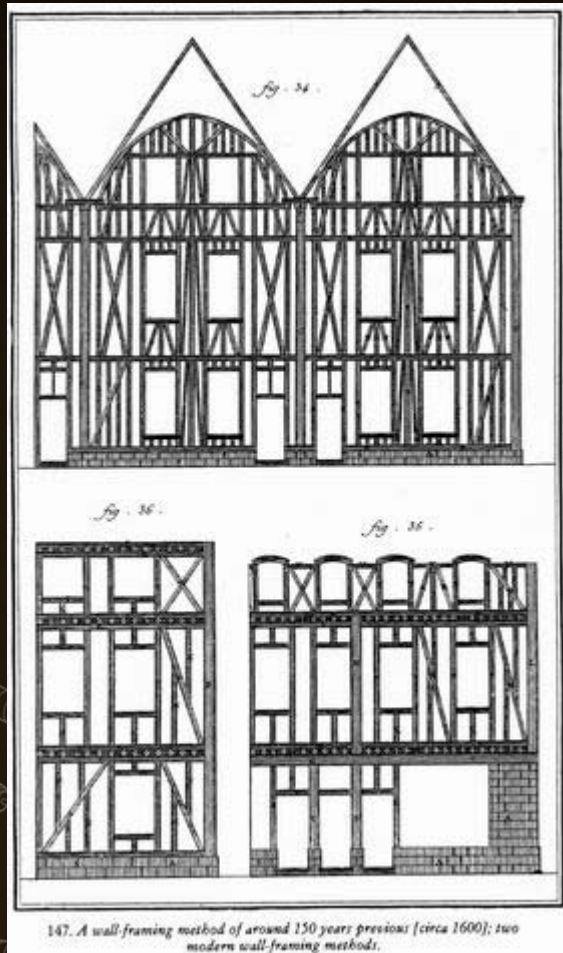 fig. 34.
fig. 36.
fig. 36.
147. A wall-framing method of around 150 years previous [circa 1600]; two
modern wall-framing methods.